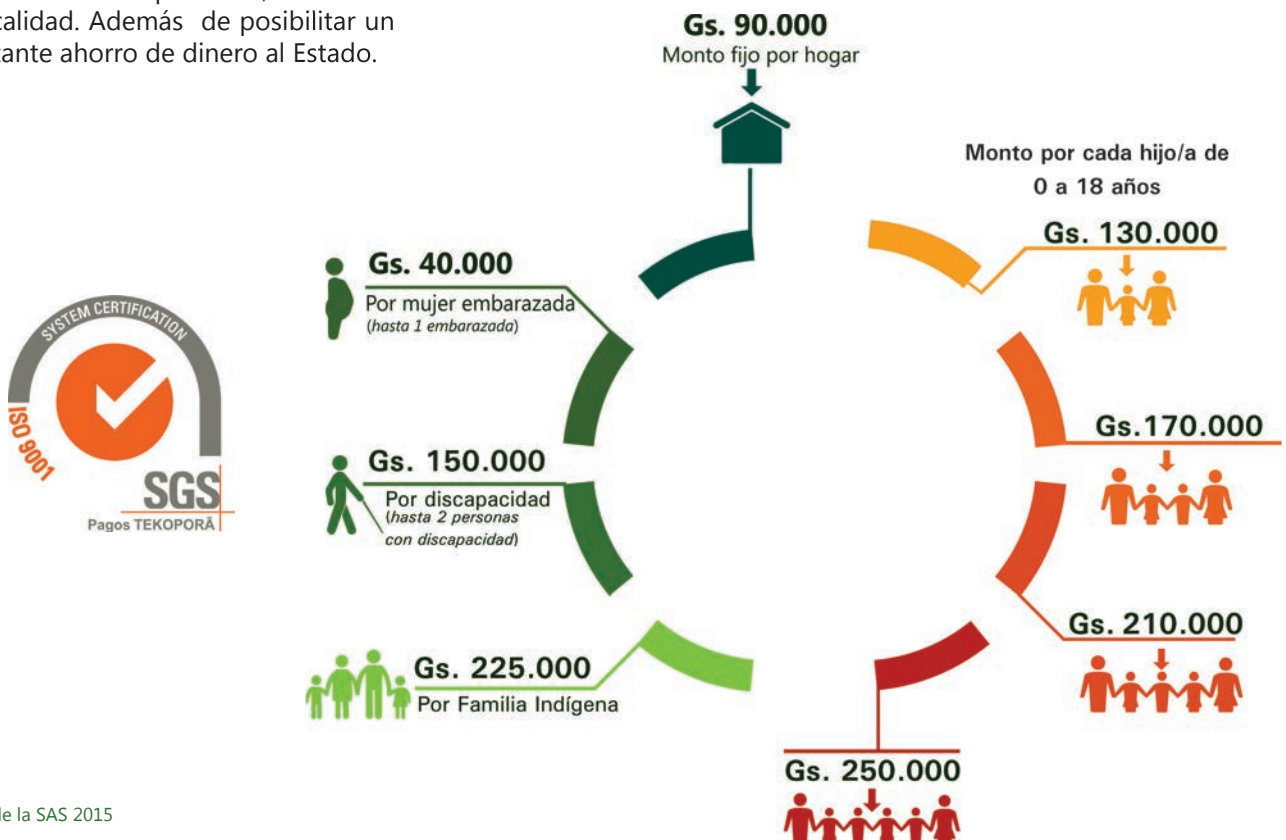 calidad. Además de posibilitar un
ahorro de dinero al Estado.
Gs. 90.000
Monto fijo por hogar
Monto por cada hijo/a de
0 a 18 años
Gs. 130.000
Gs. 40.000
Por mujer embarazada
(hasta 1 embarazada)
Gs.170.000
Gs. 150.000
Por discapacidad
(hasta 2 personas
con discapacidad)
Gs. 210.000
Gs. 225.000
Por Familia Indígena
Gs. 250.000
SYSTEM CERTIFICATION
ISO 9001
SGS
Pagos TEKOPORÃ
de la SAS 2015